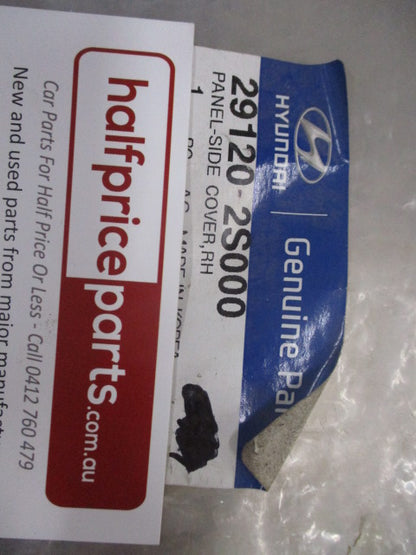 HYUNDAI | Genuine Pa
29120-2S000
PANEL-SIDE COVER,RH
1
halfpriceparts.com.au
Car Parts For Half Price Or Less - Call 0412 760 479
New and used parts from major